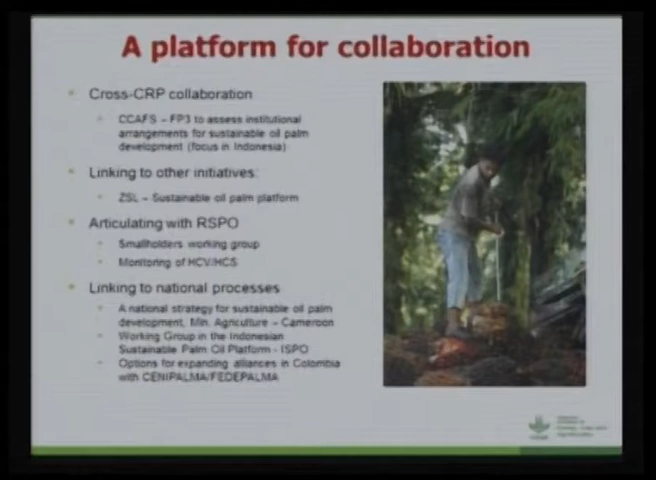 A platform for collaboration
Cross-CRP collaboration
CCAFS – FP3 to assess institutional
arrangements for sustainable oil palm
development (focus in Indonesia)
Linking to other initiatives:
ZSL – Sustainable oil palm platform
Articulating with RSPO
Smallholders working group
Monitoring of HCV/HCS
Linking to national processes
A national strategy for sustainable oil palm
development, Min. Agriculture – Cameroon
Working Group in the Indonesian
Sustainable Palm Oil Platform - ISPO
Options for expanding alliances in Colombia
with CENIPALMA/FEDEPALMA